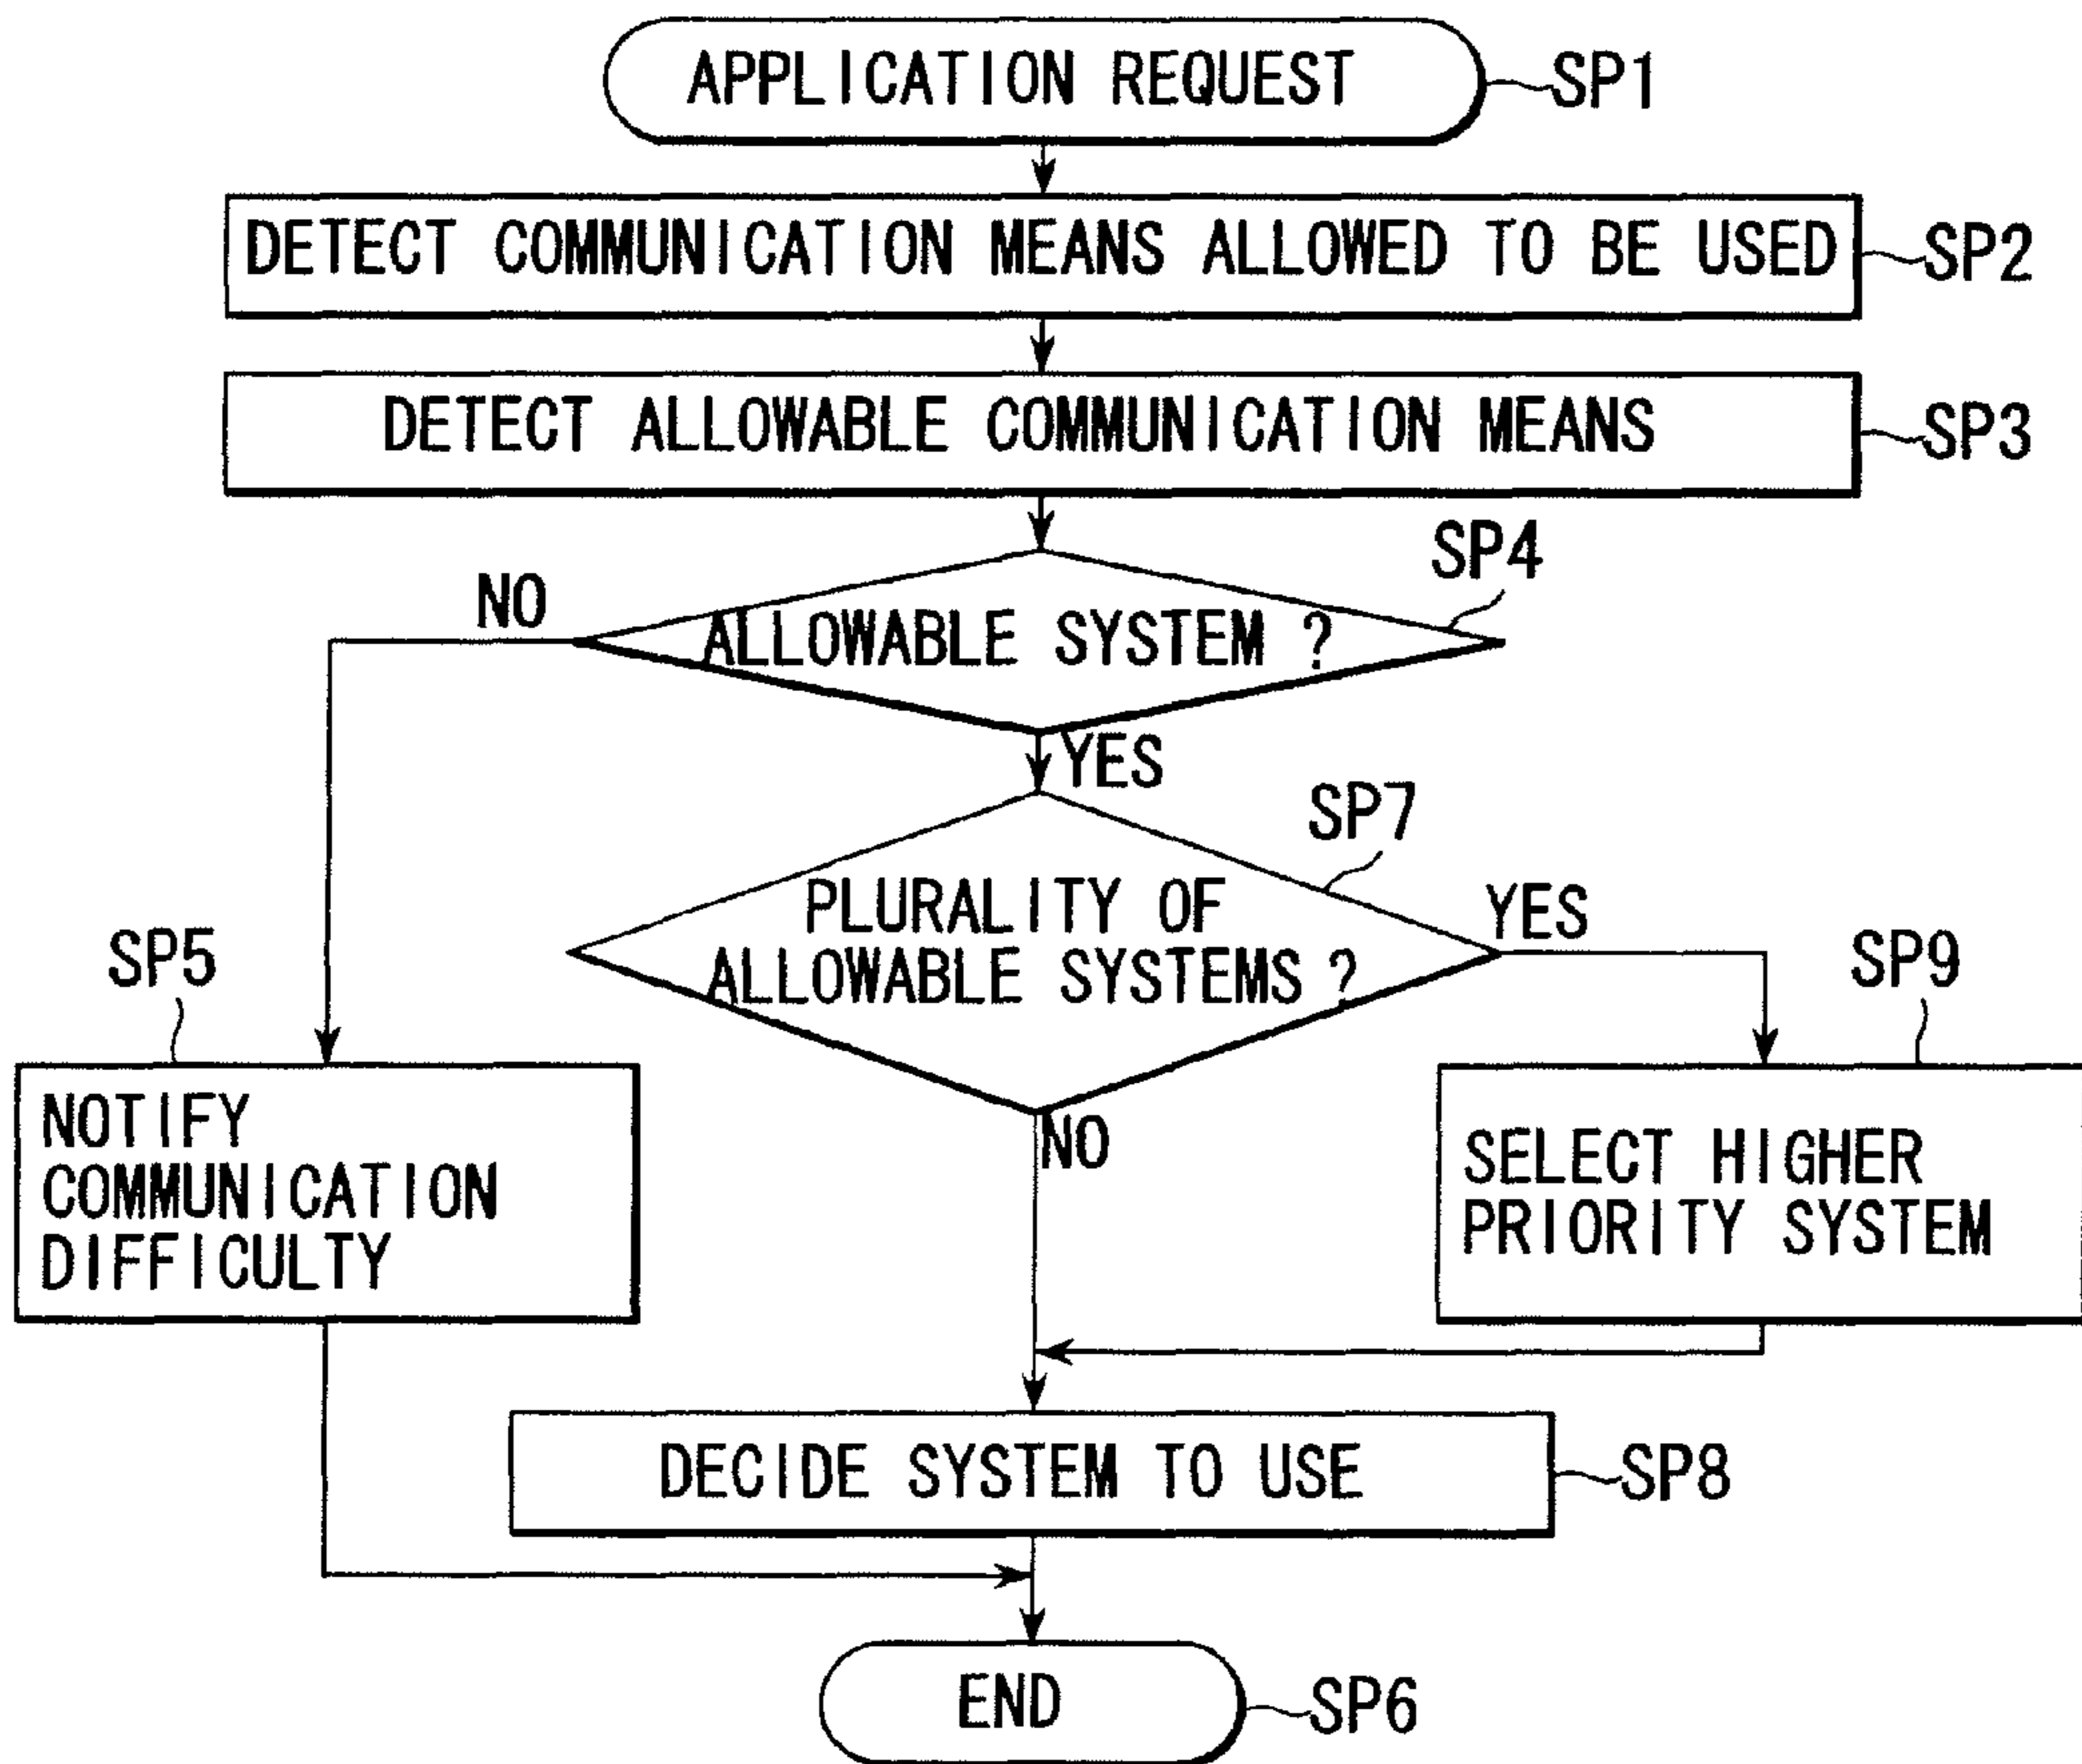 APPLICATION REQUEST
SP1
DETECT COMMUNICATION MEANS ALLOWED TO BE USED
SP2
DETECT ALLOWABLE COMMUNICATION MEANS
SP3
SP4
NO
ALLOWABLE SYSTEM ?
YES
SP7
PLURALITY OF
ALLOWABLE SYSTEMS ?
YES
SP5
SP9
NOTIFY
COMMUNICATION
DIFFICULTY
NO
SELECT HIGHER
PRIORITY SYSTEM
DECIDE SYSTEM TO USE
SP8
END
SP6